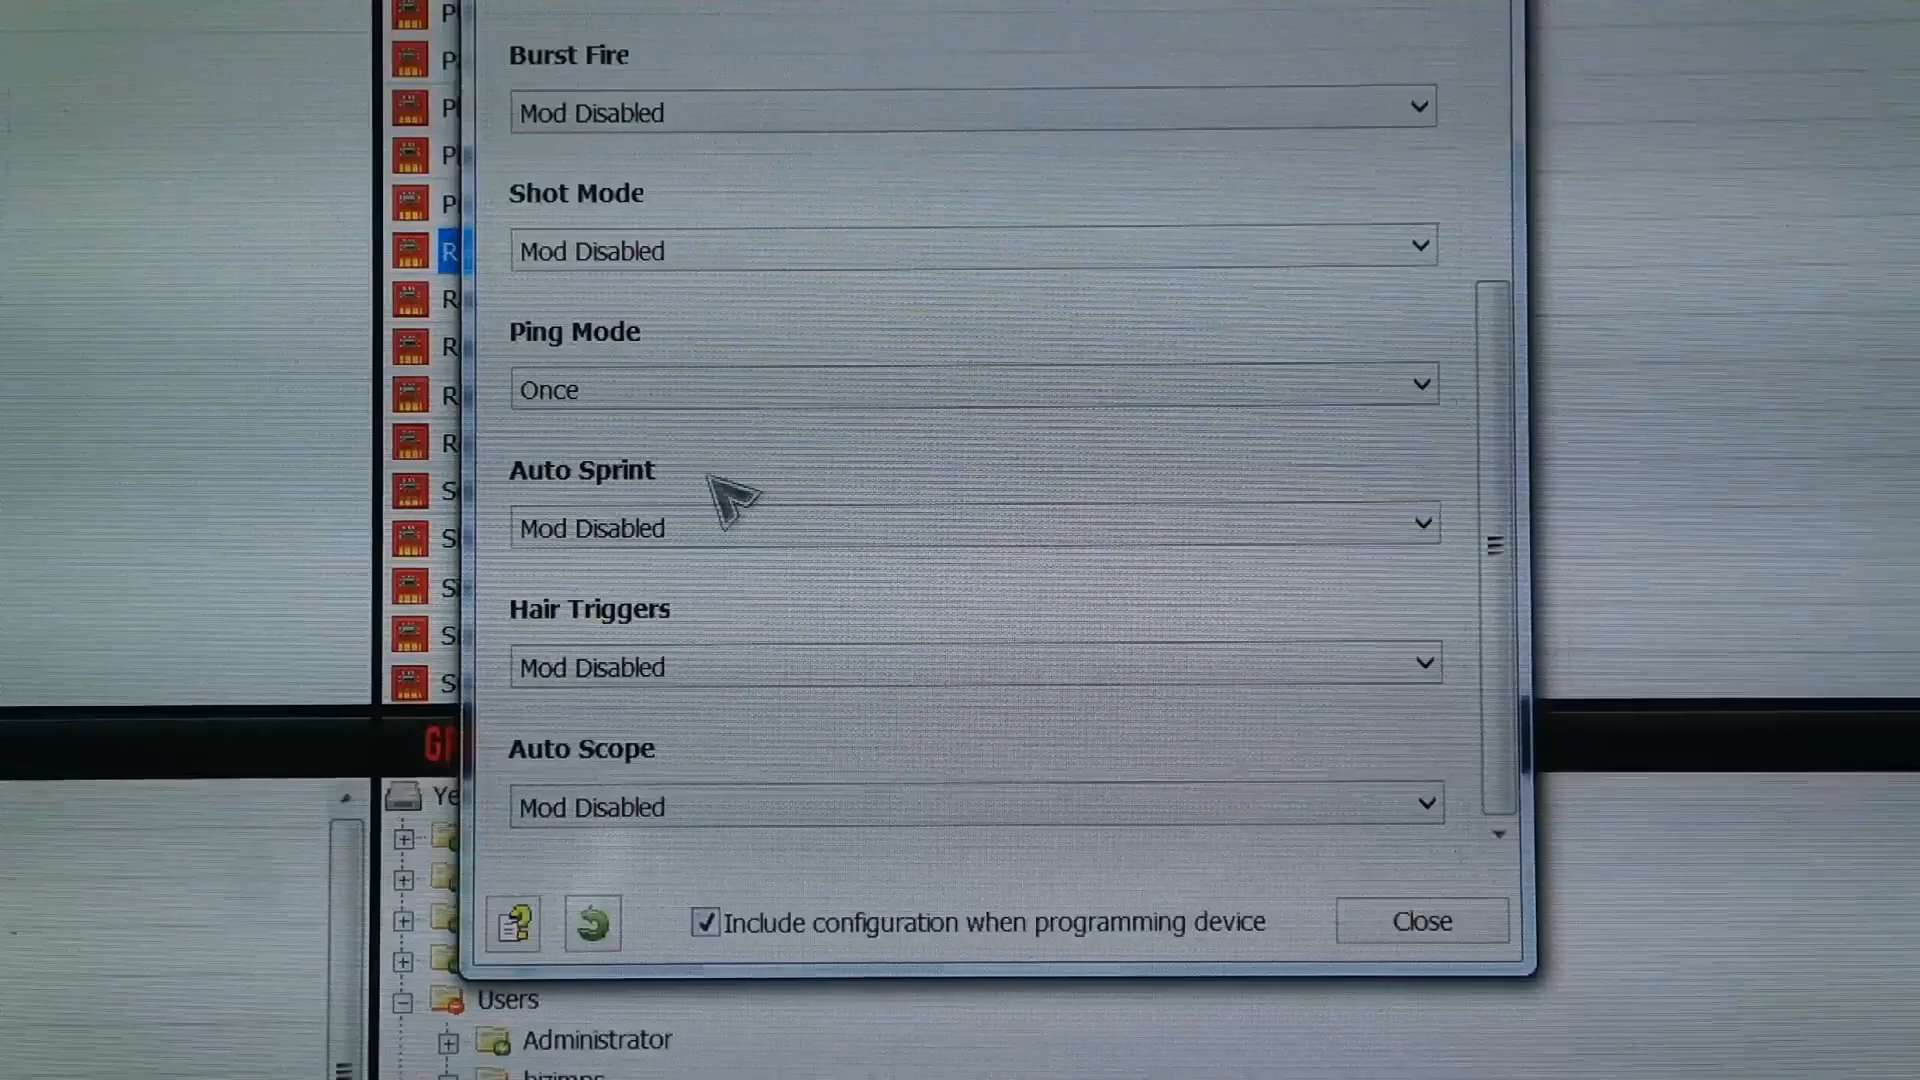 Burst Fire
Mod Disabled
Shot Mode
Mod Disabled
Ping Mode
Once
Auto Sprint
Mod Disabled
Hair Triggers
Mod Disabled
Auto Scope
Mod Disabled
Include configuration when programming device
Close
Users
Administrator